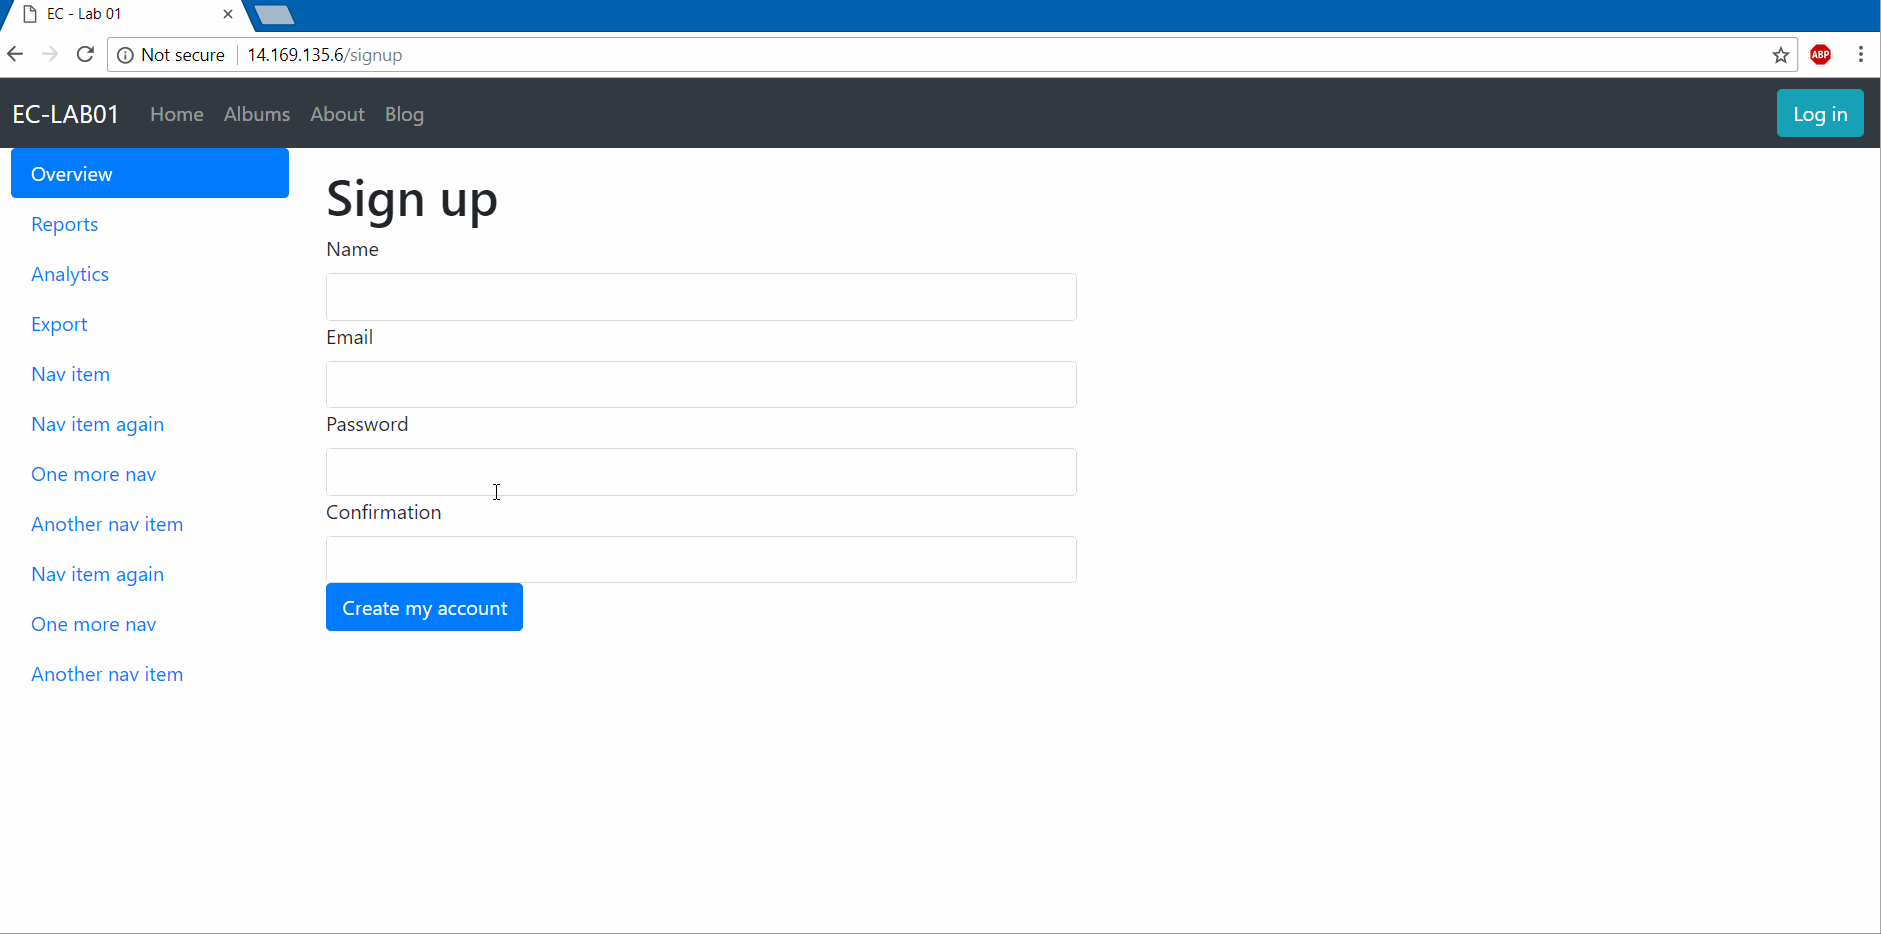 EC - Lab 01
Not secure 14.169.135.6/signup
ABP
EC-LAB01 Home Albums About Blog Log in
Overview
Reports
Analytics
Export
Nav item
Nav item again
One more nav
Another nav item
Nav item again
One more nav
Another nav item
Sign up
Name
Email
Password
Confirmation
Create my account